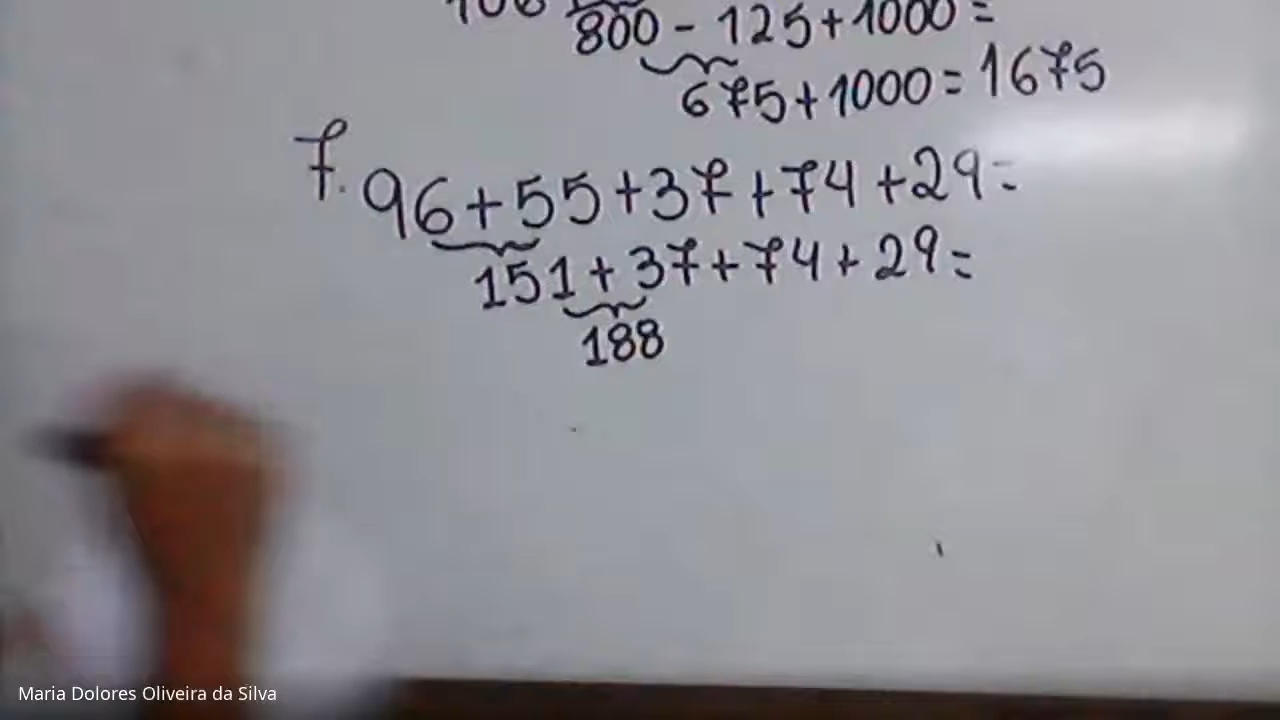 800 - 125 + 1000 =
675 + 1000 = 1675
7. 96 + 55 + 37 + 74 + 29 =
151 + 37 + 74 + 29 =
188
Maria Dolores Oliveira da Silva